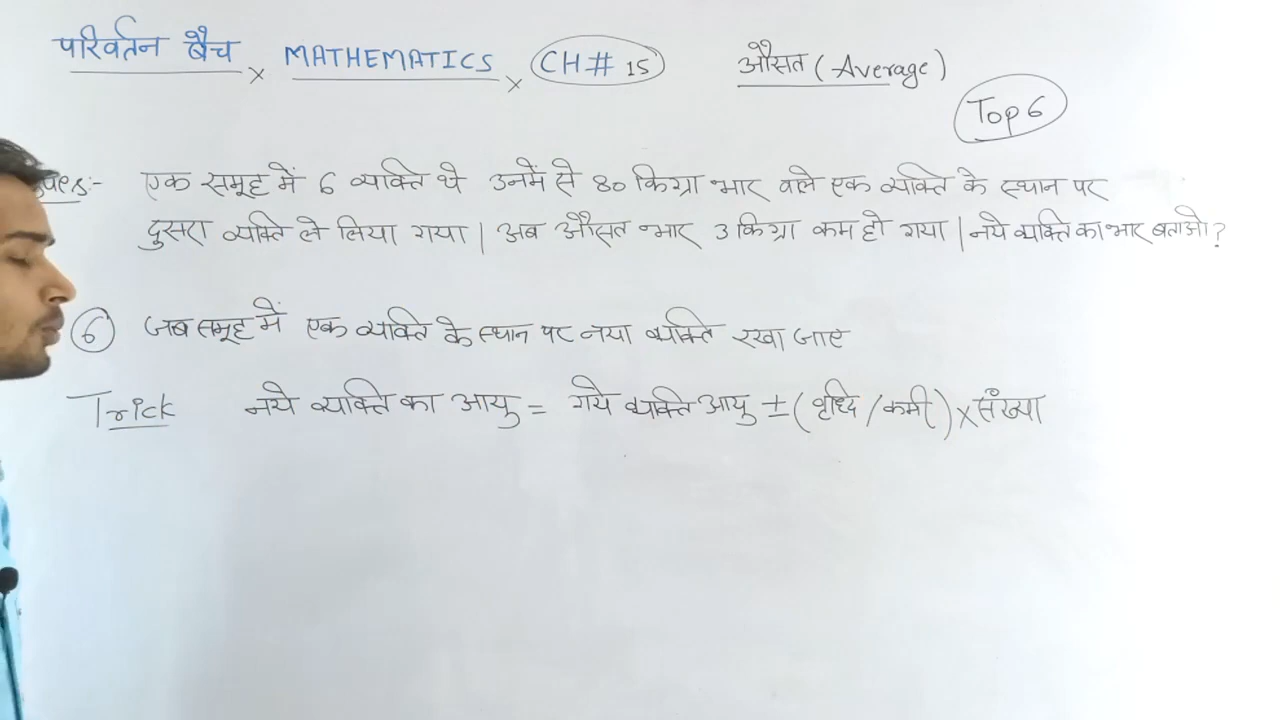 परिवर्तन बैच × MATHEMATICS × CH# 15 औसत (Average)
Top 6
एक समूह में 6 व्यक्ति थे उनमें से 80 किग्रा भार वाले एक व्यक्ति के स्थान पर
दुसरा व्यक्ति ले लिया गया | अब औसत भार 3 किग्रा कम हो गया | नये व्यक्ति का भार बताओ ?
6 जब समूह में एक व्यक्ति के स्थान पर नया व्यक्ति रखा जाए
Trick नये व्यक्ति का आयु = गये व्यक्ति आयु ± (वृध्दि / कमी) × संख्या